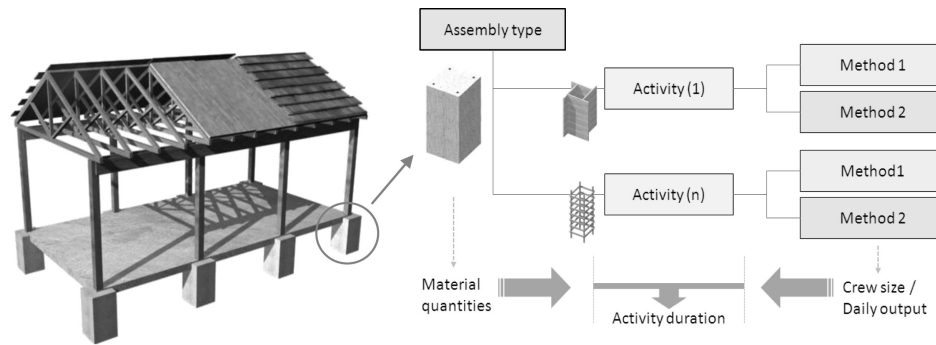 Assembly type
Activity (1)
Method 1
Method 2
Activity (n)
Method1
Method 2
Material
quantities
Activity duration
Crew size /
Daily output